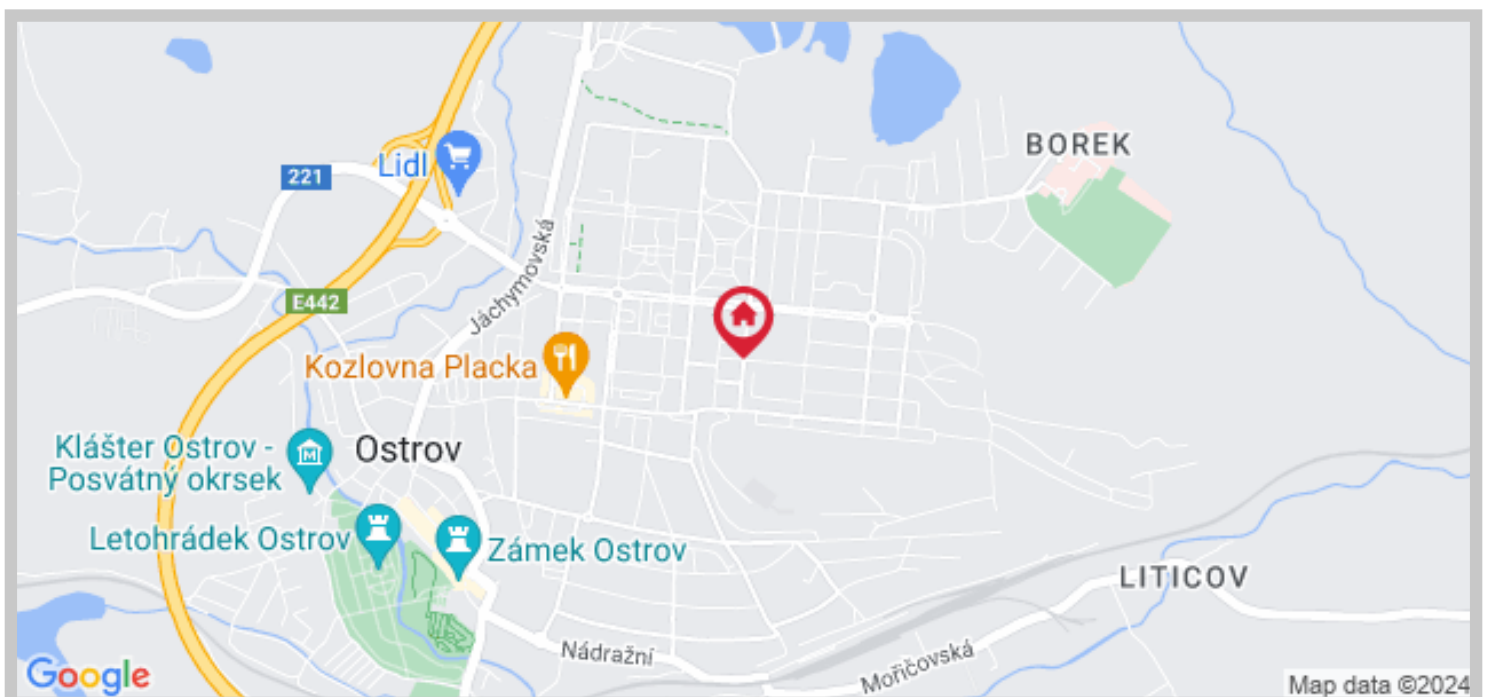 BOREK
Lidl
221
Jáchymovská
E442
Kozlovna Placka
Ostrov
Klášter Ostrov -
Posvátný okrsek
Letohrádek Ostrov
Zámek Ostrov
LITICOV
Nádražní
Mořičovská
Google
Map data ©2024